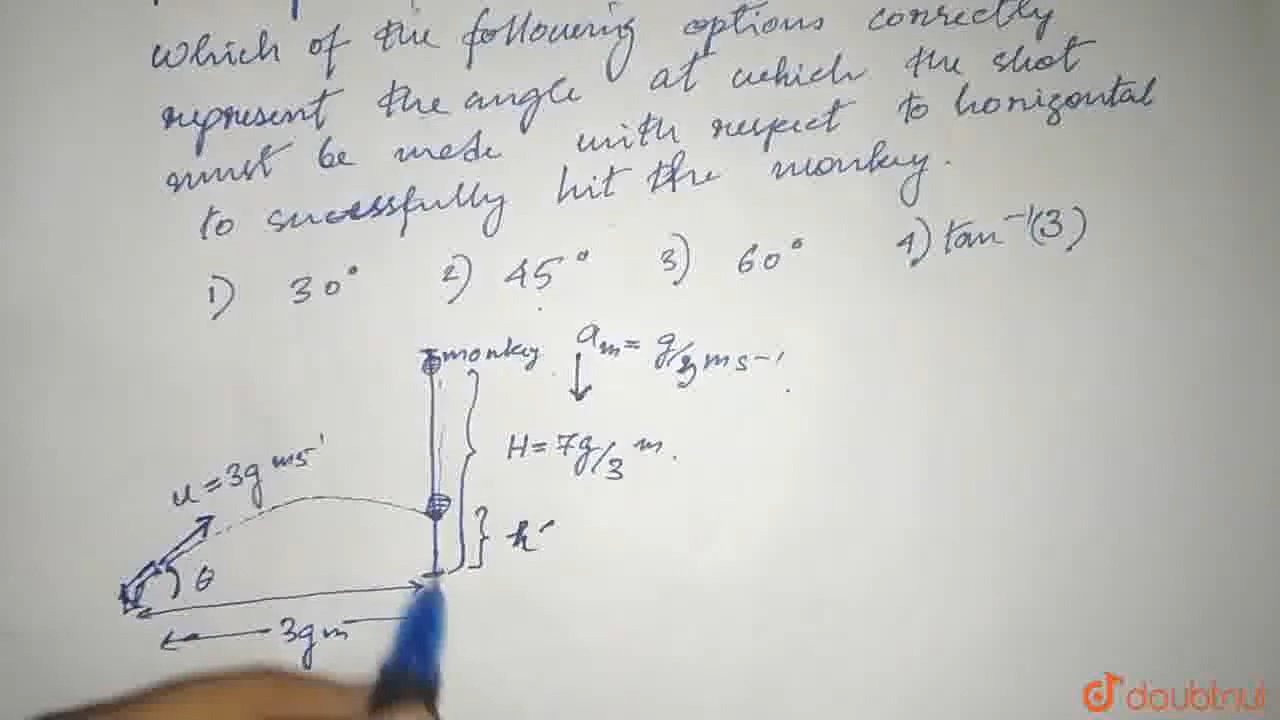 which of the following options correctly
represent the angle at which the shot
must be made with respect to horizontal
to sucessfully hit the monkey.
1) 30° 2) 45° 3) 60° 4) tan⁻¹(3)
monkey aₘ = g/3 ms⁻¹
H = 7g/3 m.
u = 3g ms⁻¹
h
θ
3gm
doubtnut